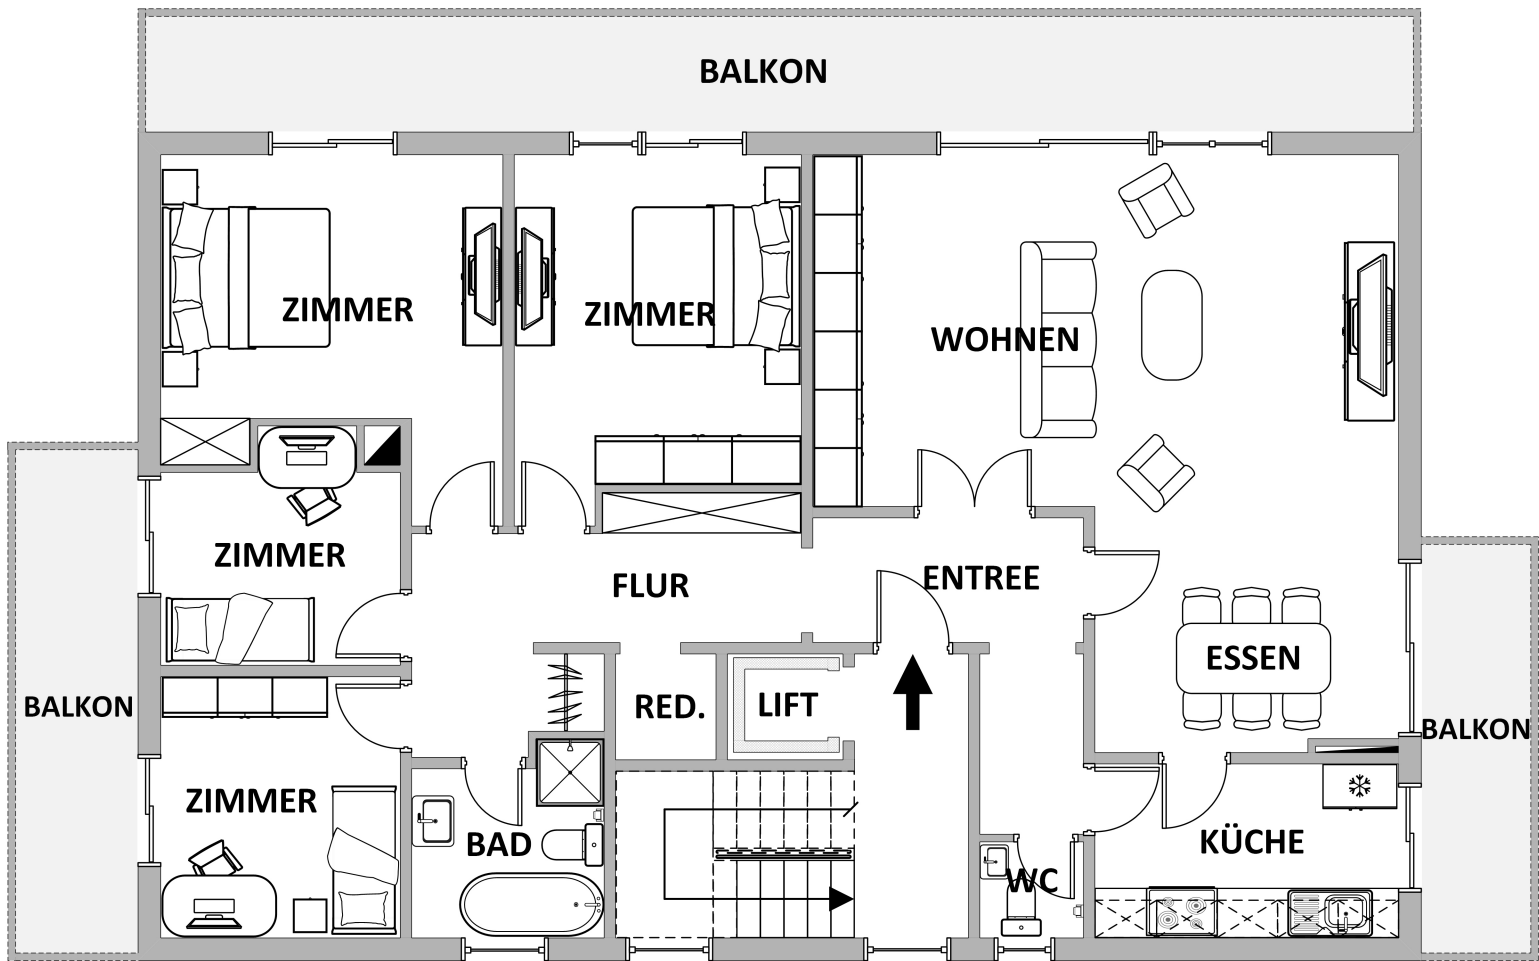 BALKON
ZIMMER
ZIMMER
WOHNEN
ZIMMER
FLUR
ENTREE
ESSEN
BALKON
RED.
LIFT
BALKON
ZIMMER
BAD
KÜCHE
WC